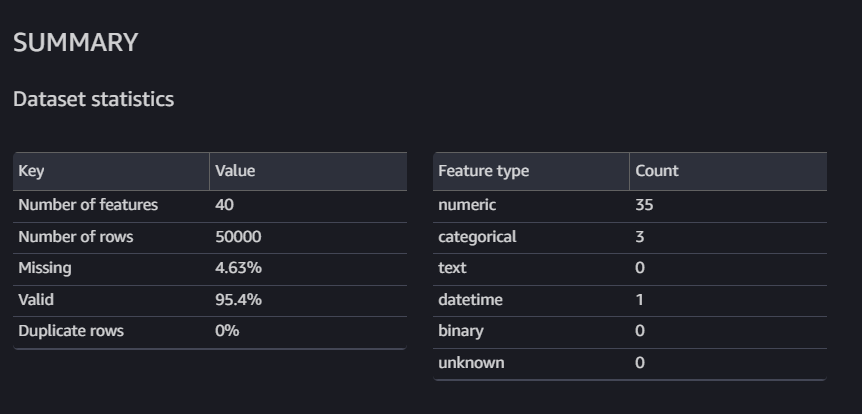 SUMMARY
Dataset statistics
Key Value
Number of features 40
Number of rows 50000
Missing 4.63%
Valid 95.4%
Duplicate rows 0%
Feature type Count
numeric 35
categorical 3
text 0
datetime 1
binary 0
unknown 0